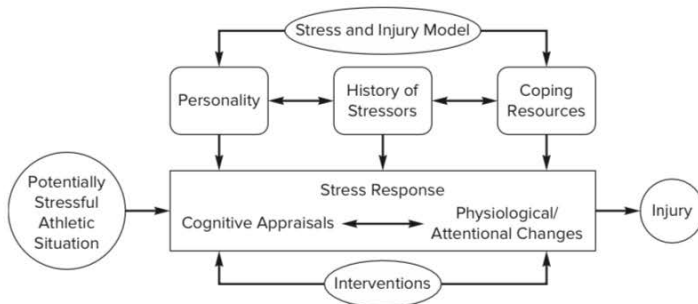 Stress and Injury Model
Personality
History of
Stressors
Coping
Resources
Potentially
Stressful
Athletic
Situation
Stress Response
Cognitive Appraisals
Physiological/
Attentional Changes
Injury
Interventions